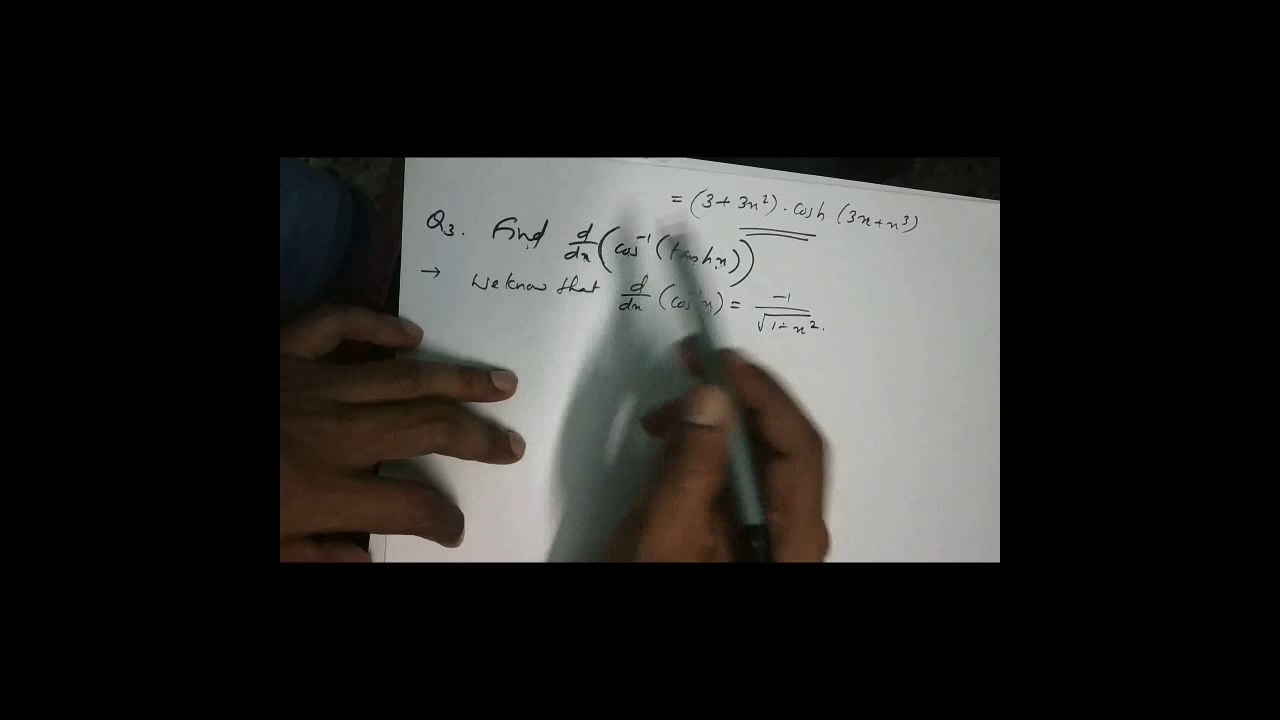 = (3 + 3x²) . cosh (3x + x³)
Q3. Find d/dx (cos⁻¹ (tanh x))
→ We know that d/dx (cos⁻¹x) = -1/√1-x².